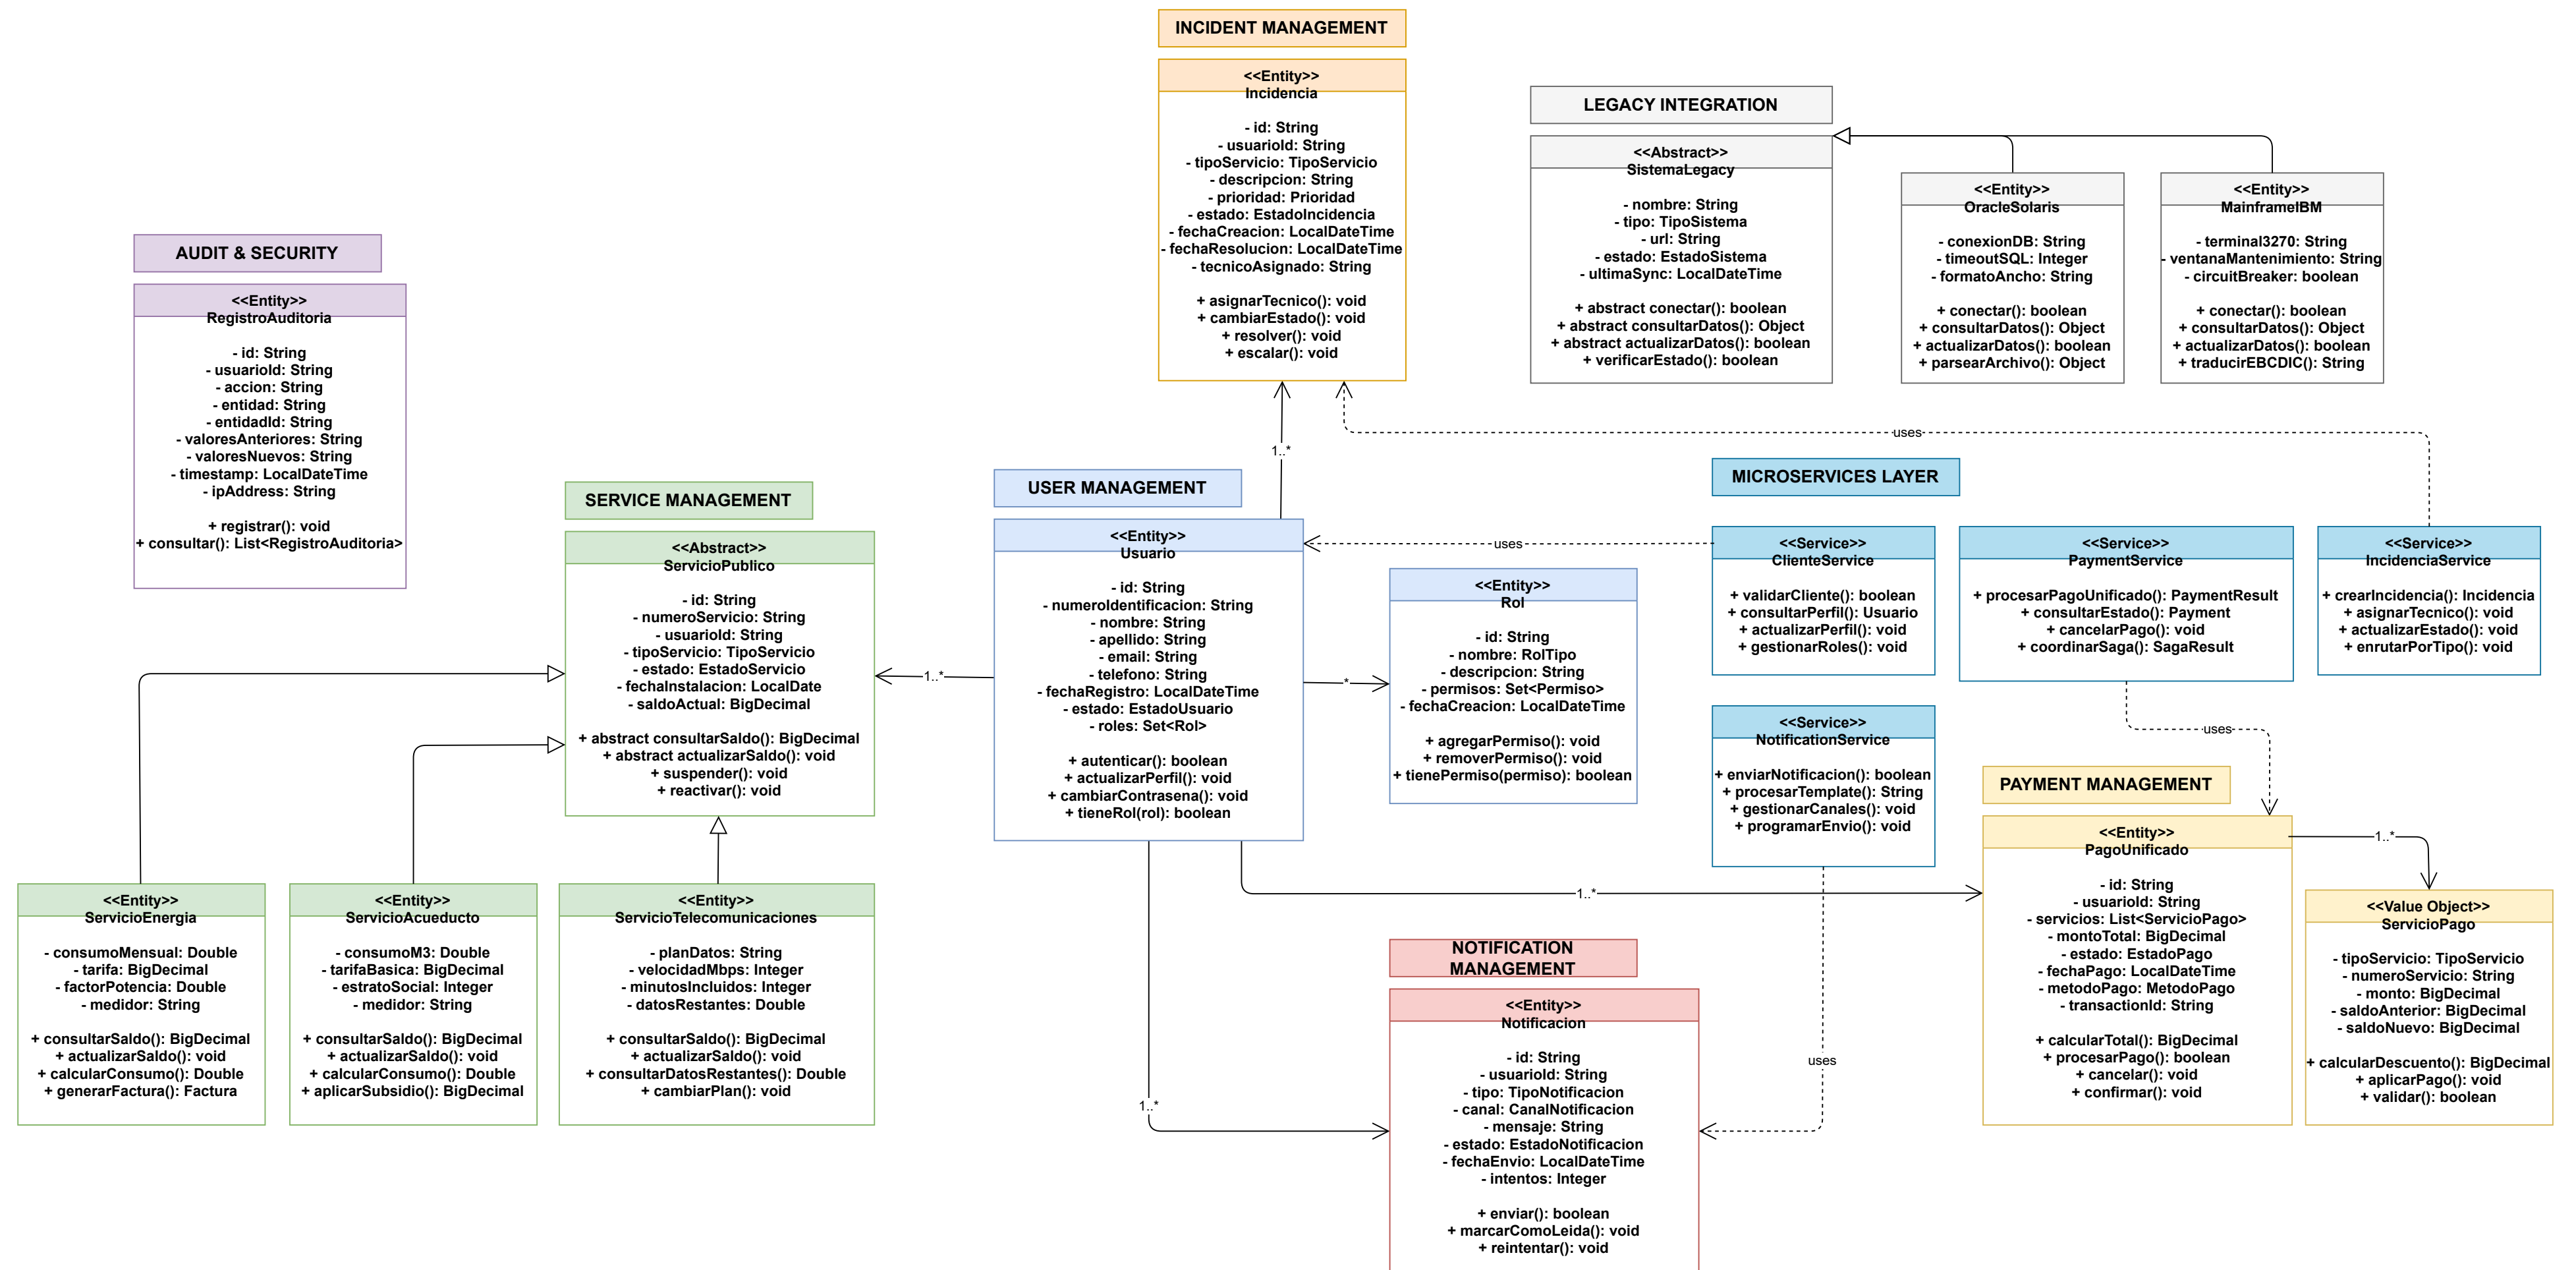 INCIDENT MANAGEMENT
<<Entity>>
Incidencia
- id: String
- usuarioId: String
- tipoServicio: TipoServicio
- descripcion: String
- prioridad: Prioridad
- estado: EstadoIncidencia
- fechaCreacion: LocalDateTime
- fechaResolucion: LocalDateTime
- tecnicoAsignado: String
+ asignarTecnico(): void
+ cambiarEstado(): void
+ resolver(): void
+ escalar(): void
LEGACY INTEGRATION
<<Abstract>>
SistemaLegacy
- nombre: String
- tipo: TipoSistema
- url: String
- estado: EstadoSistema
- ultimaSync: LocalDateTime
+ abstract conectar(): boolean
+ abstract consultarDatos(): Object
+ abstract actualizarDatos(): boolean
+ verificarEstado(): boolean
<<Entity>>
OracleSolaris
- conexionDB: String
- timeoutSQL: Integer
- formatoAncho: String
+ conectar(): boolean
+ consultarDatos(): Object
+ actualizarDatos(): boolean
+ parsearArchivo(): Object
<<Entity>>
MainframeIBM
- terminal3270: String
- ventanaMantenimiento: String
- circuitBreaker: boolean
+ conectar(): boolean
+ consultarDatos(): Object
+ actualizarDatos(): boolean
+ traducirEBCDIC(): String
AUDIT & SECURITY
<<Entity>>
RegistroAuditoria
- id: String
- usuarioId: String
- accion: String
- entidad: String
- entidadId: String
- valoresAnteriores: String
- valoresNuevos: String
- timestamp: LocalDateTime
- ipAddress: String
+ registrar(): void
+ consultar(): List<RegistroAuditoria>
uses
1..*
SERVICE MANAGEMENT
<<Abstract>>
ServicioPublico
- id: String
- numeroServicio: String
- usuarioId: String
- tipoServicio: TipoServicio
- estado: EstadoServicio
- fechaInstalacion: LocalDate
- saldoActual: BigDecimal
+ abstract consultarSaldo(): BigDecimal
+ abstract actualizarSaldo(): void
+ suspender(): void
+ reactivar(): void
1..*
USER MANAGEMENT
<<Entity>>
Usuario
- id: String
- numeroIdentificacion: String
- nombre: String
- apellido: String
- email: String
- telefono: String
- fechaRegistro: LocalDateTime
- estado: EstadoUsuario
- roles: Set<Rol>
+ autenticar(): boolean
+ actualizarPerfil(): void
+ cambiarContrasena(): void
+ tieneRol(rol): boolean
uses
*
<<Entity>>
Rol
- id: String
- nombre: RolTipo
- descripcion: String
- permisos: Set<Permiso>
- fechaCreacion: LocalDateTime
+ agregarPermiso(): void
+ removerPermiso(): void
+ tienePermiso(permiso): boolean
MICROSERVICES LAYER
<<Service>>
ClienteService
+ validarCliente(): boolean
+ consultarPerfil(): Usuario
+ actualizarPerfil(): void
+ gestionarRoles(): void
<<Service>>
PaymentService
+ procesarPagoUnificado(): PaymentResult
+ consultarEstado(): Payment
+ cancelarPago(): void
+ coordinarSaga(): SagaResult
<<Service>>
IncidenciaService
+ crearIncidencia(): Incidencia
+ asignarTecnico(): void
+ actualizarEstado(): void
+ enrutarPorTipo(): void
<<Service>>
NotificationService
+ enviarNotificacion(): boolean
+ procesarTemplate(): String
+ gestionarCanales(): void
+ programarEnvio(): void
uses
PAYMENT MANAGEMENT
<<Entity>>
PagoUnificado
- id: String
- usuarioId: String
- servicios: List<ServicioPago>
- montoTotal: BigDecimal
- estado: EstadoPago
- fechaPago: LocalDateTime
- metodoPago: MetodoPago
- transactionId: String
+ calcularTotal(): BigDecimal
+ procesarPago(): boolean
+ cancelar(): void
+ confirmar(): void
1..*
<<Value Object>>
ServicioPago
- tipoServicio: TipoServicio
- numeroServicio: String
- monto: BigDecimal
- saldoAnterior: BigDecimal
- saldoNuevo: BigDecimal
+ calcularDescuento(): BigDecimal
+ aplicarPago(): void
+ validar(): boolean
<<Entity>>
ServicioEnergia
- consumoMensual: Double
- tarifa: BigDecimal
- factorPotencia: Double
- medidor: String
+ consultarSaldo(): BigDecimal
+ actualizarSaldo(): void
+ calcularConsumo(): Double
+ generarFactura(): Factura
<<Entity>>
ServicioAcueducto
- consumoM3: Double
- tarifaBasica: BigDecimal
- estratoSocial: Integer
- medidor: String
+ consultarSaldo(): BigDecimal
+ actualizarSaldo(): void
+ calcularConsumo(): Double
+ aplicarSubsidio(): BigDecimal
<<Entity>>
ServicioTelecomunicaciones
- planDatos: String
- velocidadMbps: Integer
- minutosIncluidos: Integer
- datosRestantes: Double
+ consultarSaldo(): BigDecimal
+ actualizarSaldo(): void
+ consultarDatosRestantes(): Double
+ cambiarPlan(): void
1..*
1..*
uses
NOTIFICATION
MANAGEMENT
<<Entity>>
Notificacion
- id: String
- usuarioId: String
- tipo: TipoNotificacion
- canal: CanalNotificacion
- mensaje: String
- estado: EstadoNotificacion
- fechaEnvio: LocalDateTime
- intentos: Integer
+ enviar(): boolean
+ marcarComoLeida(): void
+ reintentar(): void